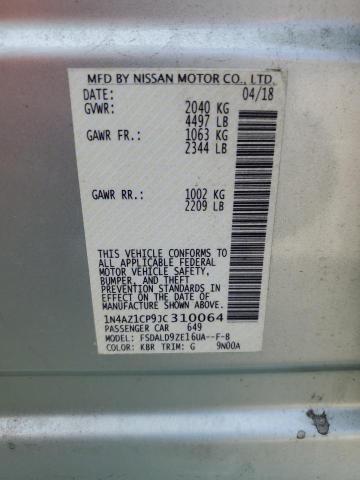 MFD BY NISSAN MOTOR CO., LTD.
DATE: 04/18
GVWR: 2040 KG
4497 LB
GAWR FR.: 1063 KG
2344 LB
GAWR RR.: 1002 KG
2209 LB
THIS VEHICLE CONFORMS TO
ALL APPLICABLE FEDERAL
MOTOR VEHICLE SAFETY,
BUMPER, AND THEFT
PREVENTION STANDARDS IN
EFFECT ON THE DATE OF
MANUFACTURE SHOWN ABOVE.
1N4AZ1CP9JC310064
PASSENGER CAR 649
MODEL: FSDALD9ZE16UA--F-B
COLOR: KBR TRIM: G 9N00A